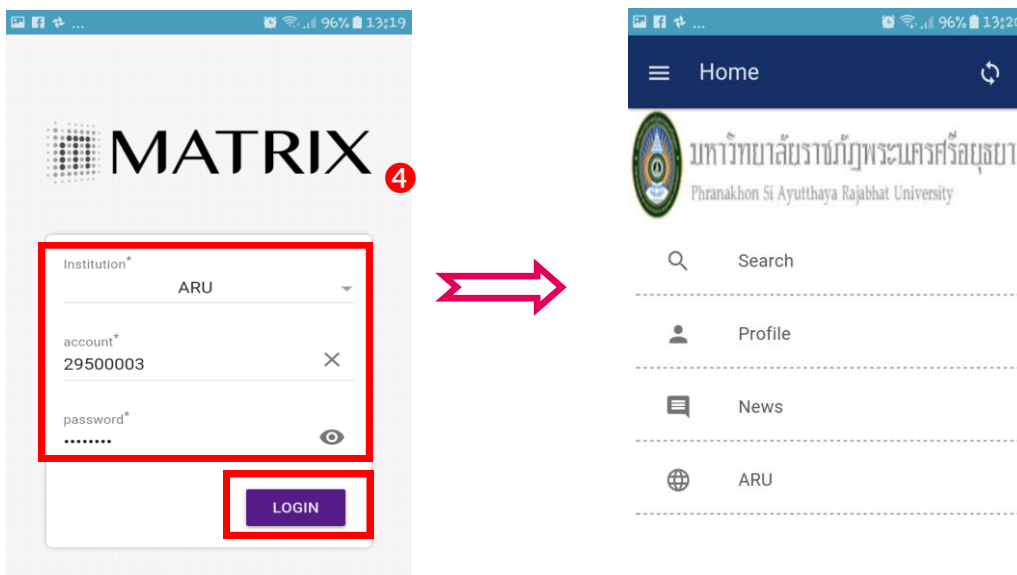 ... 96% 13:19
MATRIX
4
Institution*
ARU
account*
29500003
password*
••••••••
LOGIN
... 96% 13:20
Home
มหาวิทยาลัยราชภัฏพระนครศรีอยุธยา
Phranakhon Si Ayutthaya Rajabhat University
Search
Profile
News
ARU